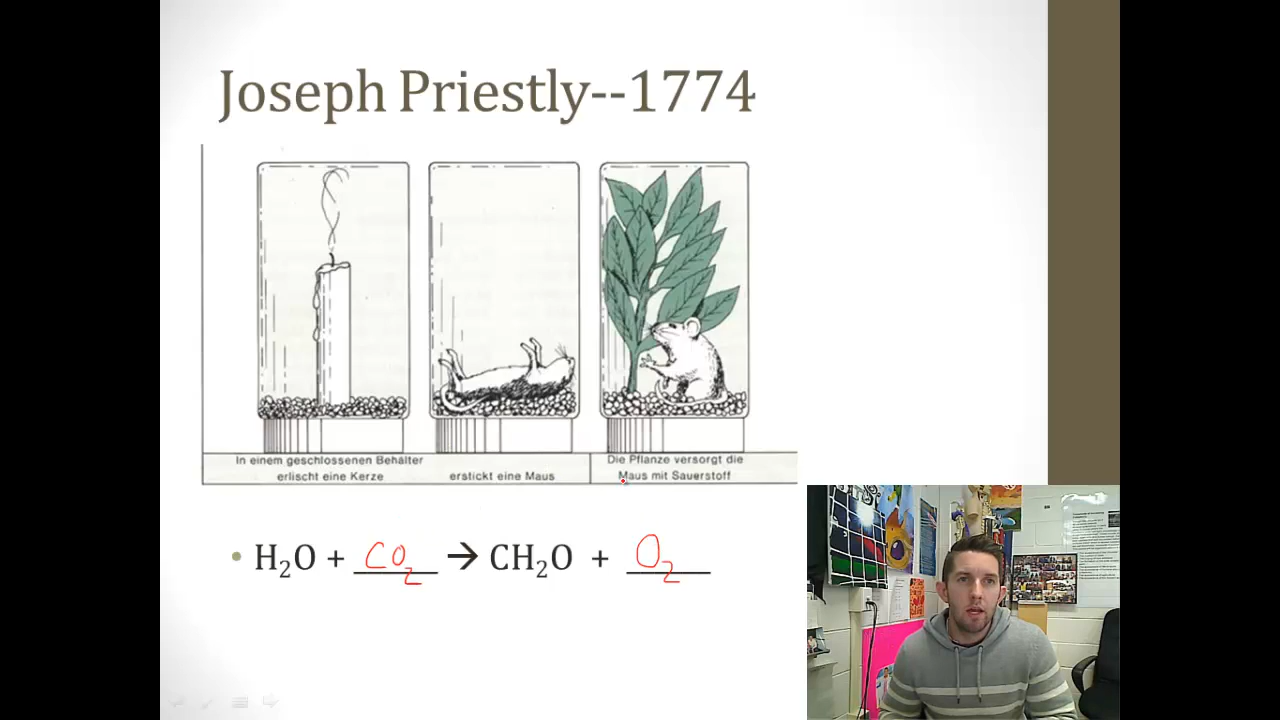 Joseph Priestly--1774
In einem geschlossenen Behälter
erlischt eine Kerze
erstickt eine Maus
Die Pflanze versorgt die
Maus mit Sauerstoff
• H₂O + CO₂ → CH₂O + O₂